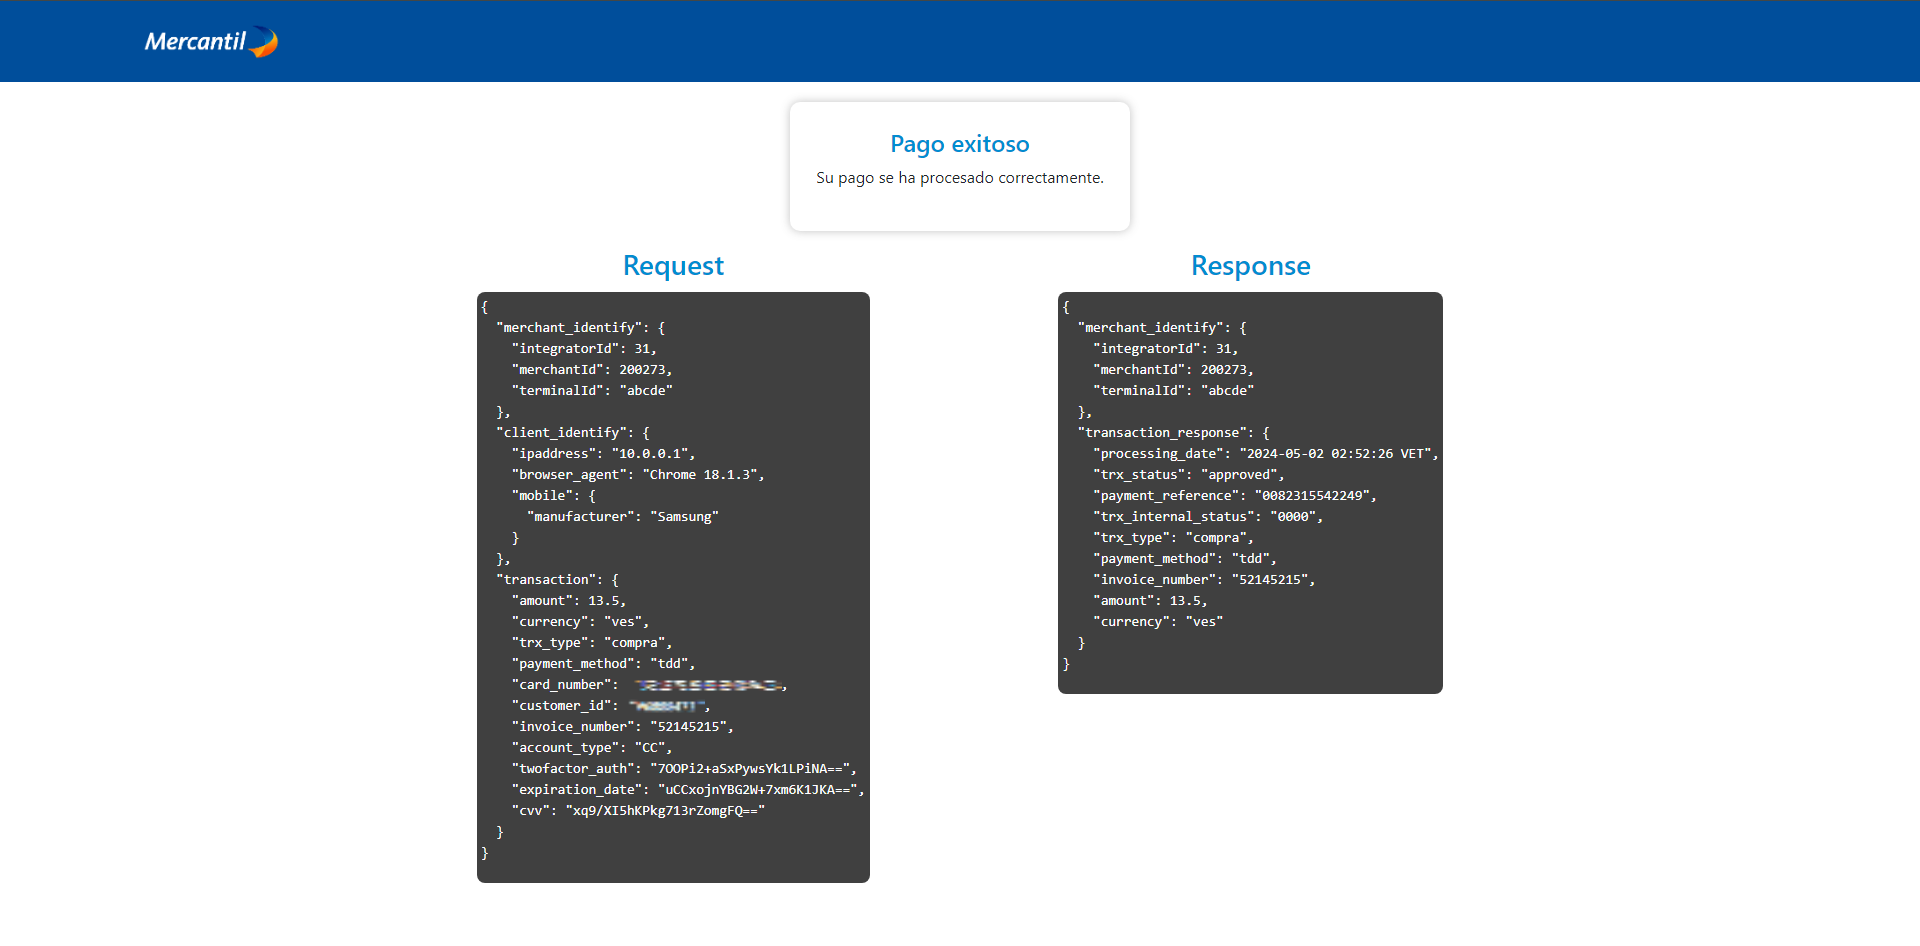 Mercantil
Pago exitoso
Su pago se ha procesado correctamente.
Request
{
"merchant_identify": {
"integratorId": 31,
"merchantId": 200273,
"terminalId": "abcde"
},
"client_identify": {
"ipaddress": "10.0.0.1",
"browser_agent": "Chrome 18.1.3",
"mobile": {
"manufacturer": "Samsung"
}
},
"transaction": {
"amount": 13.5,
"currency": "ves",
"trx_type": "compra",
"payment_method": "tdd",
"card_number":
"customer_id":
"invoice_number": "52145215",
"account_type": "CC",
"twofactor_auth": "7OOPi2+aSxPywsYk1LPiNA==",
"expiration_date": "uCCxojnYBG2W+7xm6K1JKA==",
"cvv": "xq9/XI5hKPkg713rZomgFQ=="
}
}
Response
{
"merchant_identify": {
"integratorId": 31,
"merchantId": 200273,
"terminalId": "abcde"
},
"transaction_response": {
"processing_date": "2024-05-02 02:52:26 VET",
"trx_status": "approved",
"payment_reference": "0082315542249",
"trx_internal_status": "0000",
"trx_type": "compra",
"payment_method": "tdd",
"invoice_number": "52145215",
"amount": 13.5,
"currency": "ves"
}
}